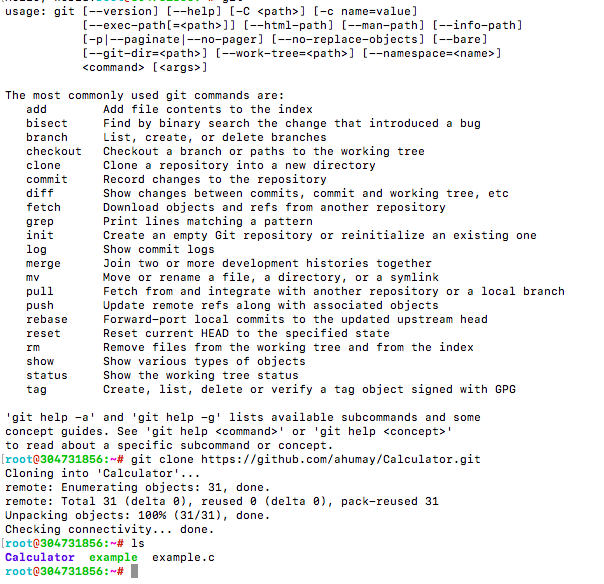 usage: git [--version] [--help] [-C <path>] [-c name=value]
           [--exec-path[=<path>]] [--html-path] [--man-path] [--info-path]
           [-p|--paginate|--no-pager] [--no-replace-objects] [--bare]
           [--git-dir=<path>] [--work-tree=<path>] [--namespace=<name>]
           <command> [<args>]

The most commonly used git commands are:
   add        Add file contents to the index
   bisect     Find by binary search the change that introduced a bug
   branch     List, create, or delete branches
   checkout   Checkout a branch or paths to the working tree
   clone      Clone a repository into a new directory
   commit     Record changes to the repository
   diff       Show changes between commits, commit and working tree, etc
   fetch      Download objects and refs from another repository
   grep       Print lines matching a pattern
   init       Create an empty Git repository or reinitialize an existing one
   log        Show commit logs
   merge      Join two or more development histories together
   mv         Move or rename a file, a directory, or a symlink
   pull       Fetch from and integrate with another repository or a local branch
   push       Update remote refs along with associated objects
   rebase     Forward-port local commits to the updated upstream head
   reset      Reset current HEAD to the specified state
   rm         Remove files from the working tree and from the index
   show       Show various types of objects
   status     Show the working tree status
   tag        Create, list, delete or verify a tag object signed with GPG

'git help -a' and 'git help -g' lists available subcommands and some
concept guides. See 'git help <command>' or 'git help <concept>'
to read about a specific subcommand or concept.
[root@304731856:~# git clone https://github.com/ahumay/Calculator.git
Cloning into 'Calculator'...
remote: Enumerating objects: 31, done.
remote: Total 31 (delta 0), reused 0 (delta 0), pack-reused 31
Unpacking objects: 100% (31/31), done.
Checking connectivity... done.
[root@304731856:~# ls
Calculator  example  example.c
root@304731856:~#